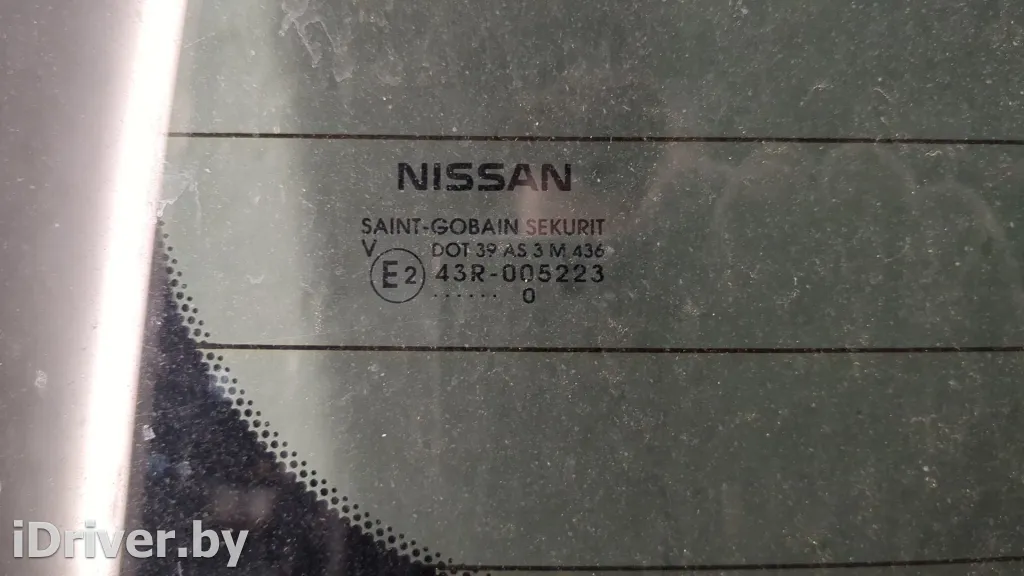 NISSAN
SAINT-GOBAIN SEKURIT
V DOT 39 AS 3 M 436
E2 43R-005223
...... 0
iDriver.by